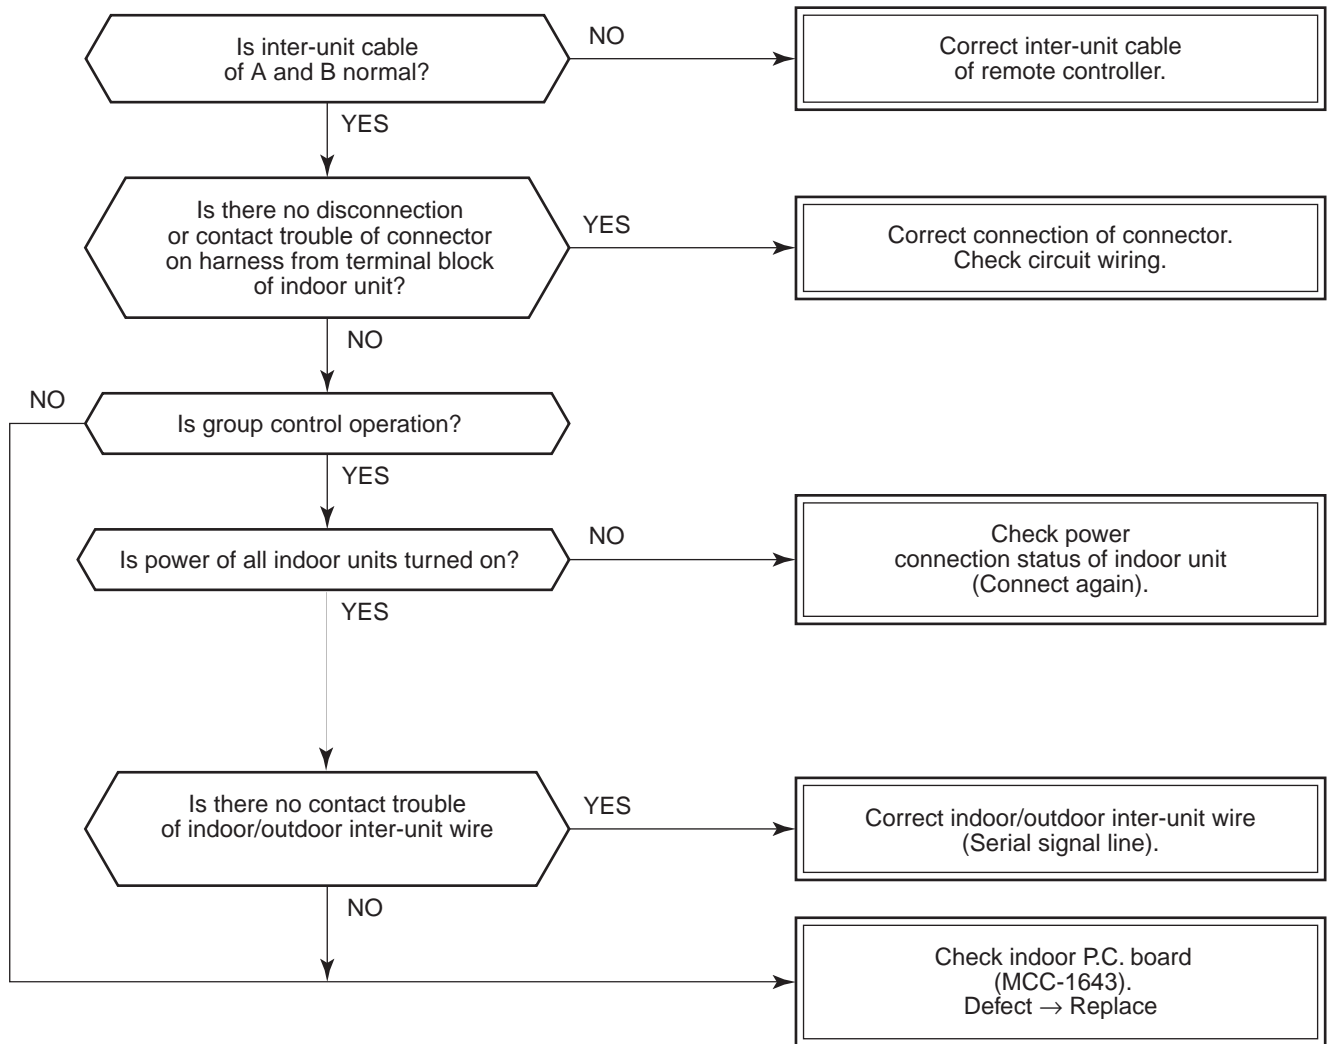 Is inter-unit cable
of A and B normal?
NO
Correct inter-unit cable
of remote controller.
YES
Is there no disconnection
or contact trouble of connector
on harness from terminal block
of indoor unit?
YES
Correct connection of connector.
Check circuit wiring.
NO
NO
Is group control operation?
YES
Is power of all indoor units turned on?
NO
Check power
connection status of indoor unit
(Connect again).
YES
Is there no contact trouble
of indoor/outdoor inter-unit wire
YES
Correct indoor/outdoor inter-unit wire
(Serial signal line).
NO
Check indoor P.C. board
(MCC-1643).
Defect → Replace